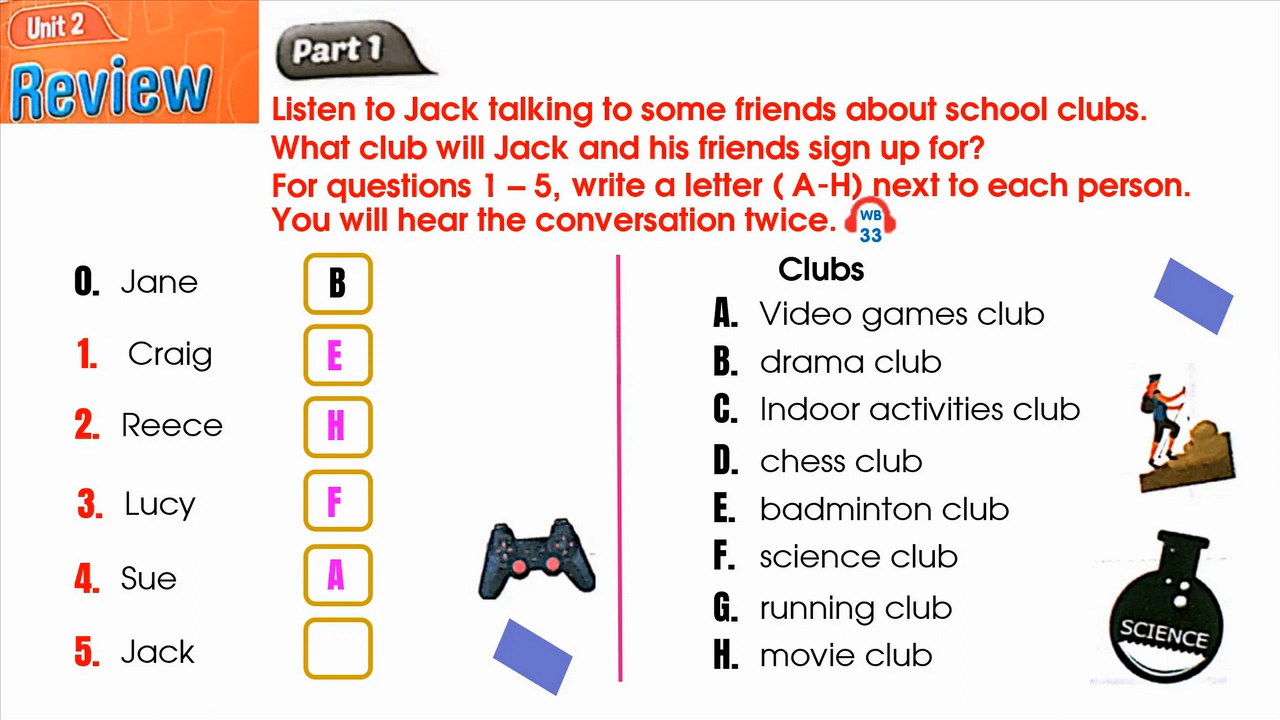 Unit 2
Review
Part 1
Listen to Jack talking to some friends about school clubs.
What club will Jack and his friends sign up for?
For questions 1 – 5, write a letter ( A-H) next to each person.
You will hear the conversation twice. WB 33
0. Jane B
1. Craig E
2. Reece H
3. Lucy F
4. Sue A
5. Jack
Clubs
A. Video games club
B. drama club
C. Indoor activities club
D. chess club
E. badminton club
F. science club
G. running club
H. movie club
SCIENCE